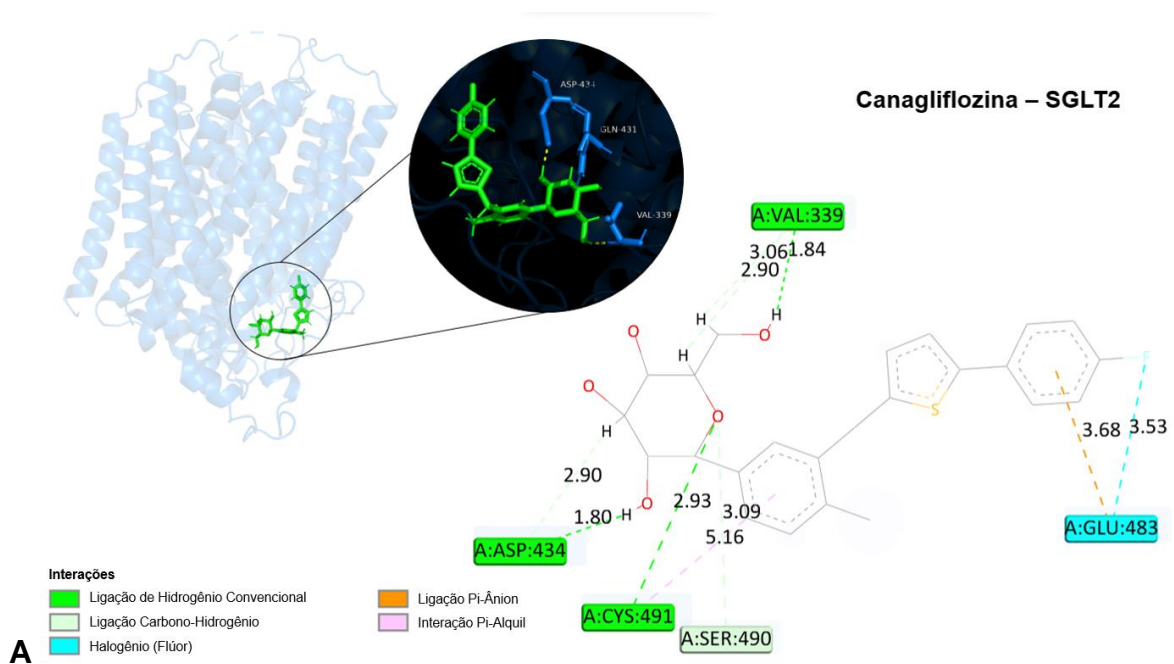 Canagliflozina – SGLT2
ASP-434
GLN-431
VAL-339
A:VAL:339
3.06
1.84
2.90
H
H
O
O
H
F
O
O
S
H
3.68
3.53
2.90
2.93
3.09
O
H
1.80
5.16
A:GLU:483
A:ASP:434
A:CYS:491
A:SER:490
Interações
Ligação de Hidrogênio Convencional
Ligação Pi-Ânion
Ligação Carbono-Hidrogênio
Interação Pi-Alquil
Halogênio (Flúor)
A